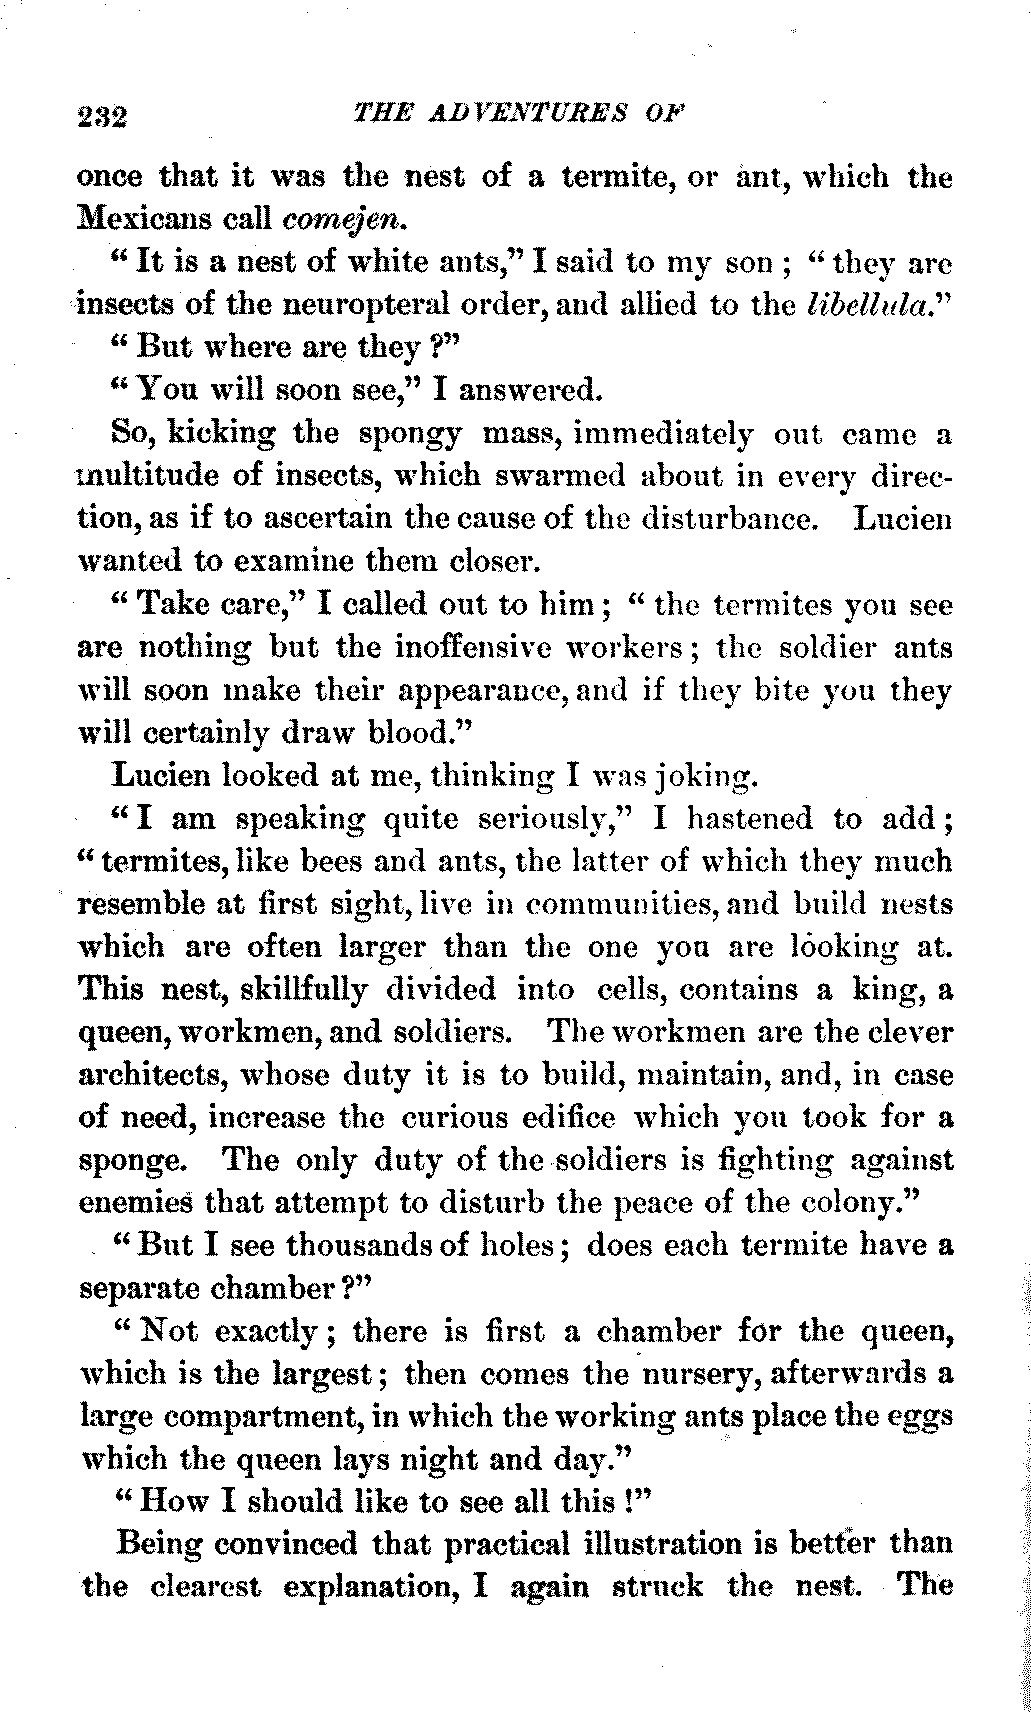 232 THE ADVENTURES OF
once that it was the nest of a termite, or ant, which the
Mexicans call comejen.
“ It is a nest of white ants,” I said to my son ; “ they are
insects of the neuropteral order, and allied to the libellula.”
“ But where are they ?”
“ You will soon see,” I answered.
So, kicking the spongy mass, immediately out came a
multitude of insects, which swarmed about in every direc-
tion, as if to ascertain the cause of the disturbance. Lucien
wanted to examine them closer.
“ Take care,” I called out to him ; “ the termites you see
are nothing but the inoffensive workers ; the soldier ants
will soon make their appearance, and if they bite you they
will certainly draw blood.”
Lucien looked at me, thinking I was joking.
“ I am speaking quite seriously,” I hastened to add ;
“ termites, like bees and ants, the latter of which they much
resemble at first sight, live in communities, and build nests
which are often larger than the one you are looking at.
This nest, skillfully divided into cells, contains a king, a
queen, workmen, and soldiers. The workmen are the clever
architects, whose duty it is to build, maintain, and, in case
of need, increase the curious edifice which you took for a
sponge. The only duty of the soldiers is fighting against
enemies that attempt to disturb the peace of the colony.”
“ But I see thousands of holes ; does each termite have a
separate chamber ?”
“ Not exactly ; there is first a chamber for the queen,
which is the largest ; then comes the nursery, afterwards a
large compartment, in which the working ants place the eggs
which the queen lays night and day.”
“ How I should like to see all this !”
Being convinced that practical illustration is better than
the clearest explanation, I again struck the nest. The